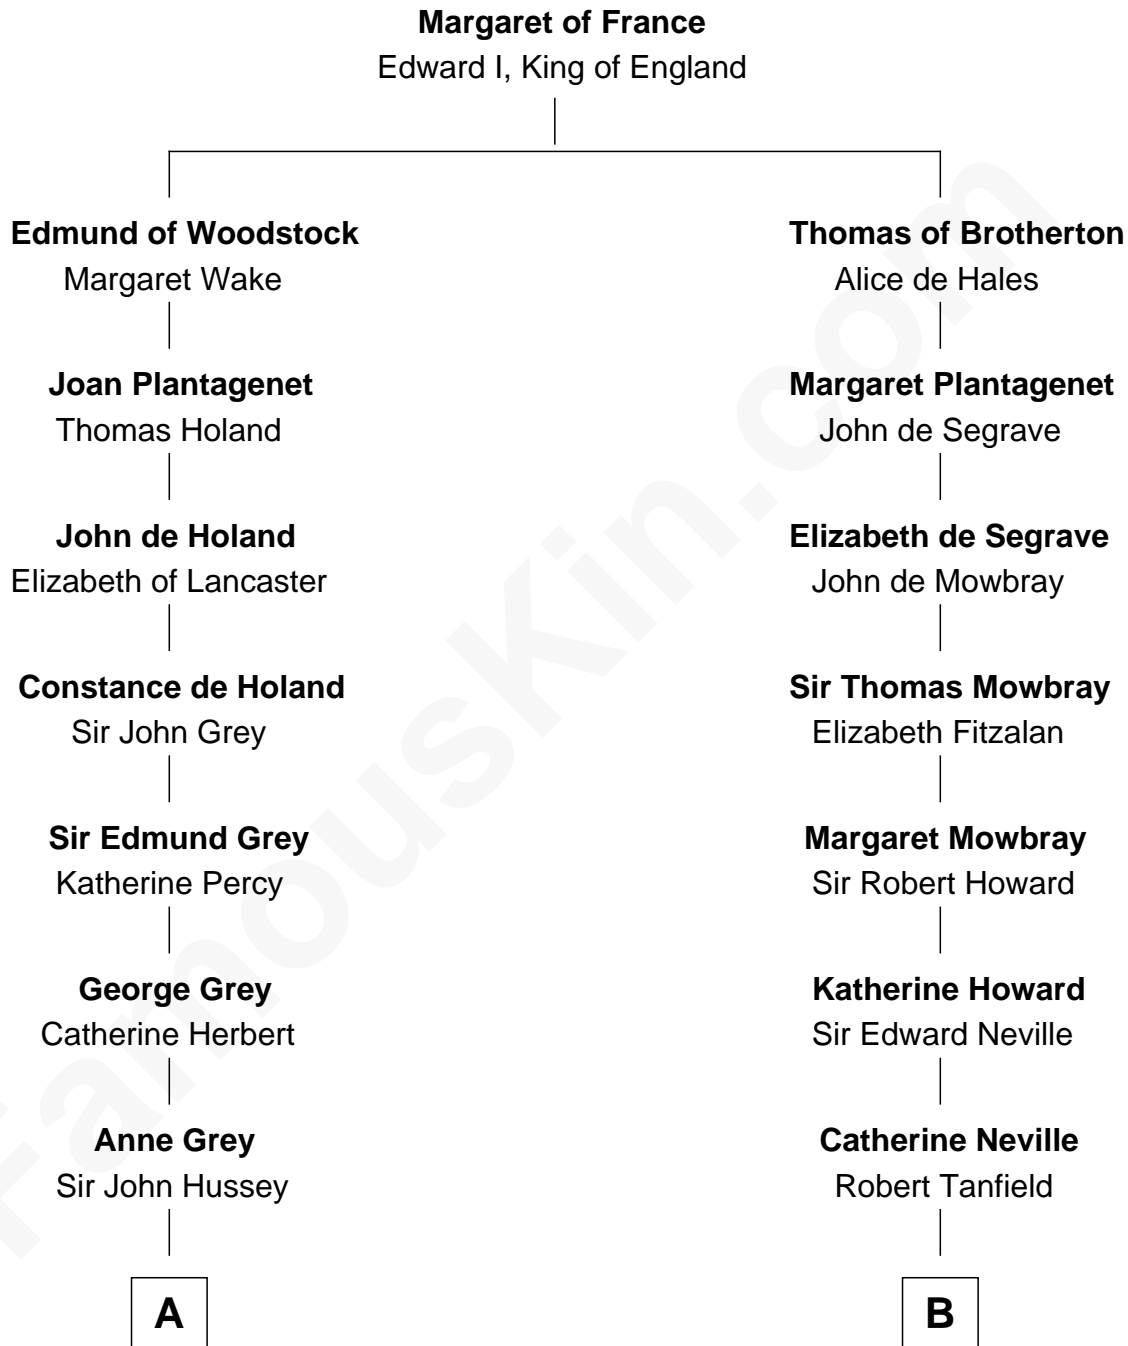 Margaret of France
Edward I, King of England
Edmund of Woodstock
Margaret Wake
Joan Plantagenet
Thomas Holand
John de Holand
Elizabeth of Lancaster
Constance de Holand
Sir John Grey
Sir Edmund Grey
Katherine Percy
George Grey
Catherine Herbert
Anne Grey
Sir John Hussey
A
Thomas of Brotherton
Alice de Hales
Margaret Plantagenet
John de Segrave
Elizabeth de Segrave
John de Mowbray
Sir Thomas Mowbray
Elizabeth Fitzalan
Margaret Mowbray
Sir Robert Howard
Katherine Howard
Sir Edward Neville
Catherine Neville
Robert Tanfield
B
FamousKin.com